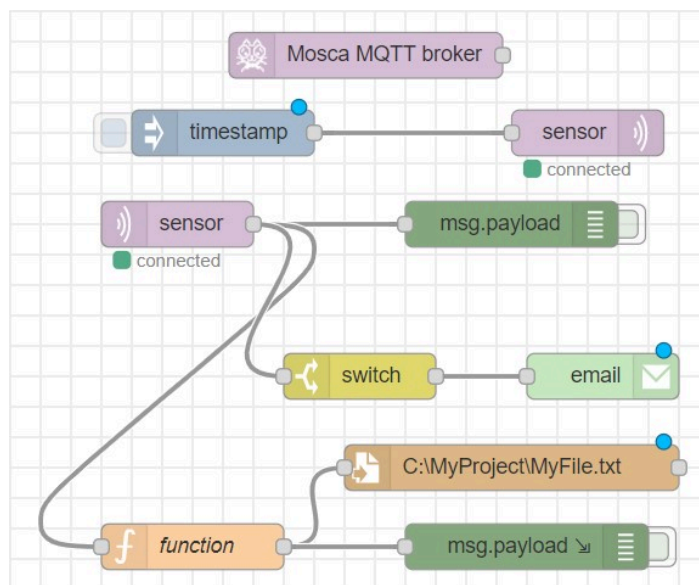 Mosca MQTT broker
timestamp
sensor
connected
sensor
msg.payload
connected
switch
email
C:\MyProject\MyFile.txt
function
msg.payload